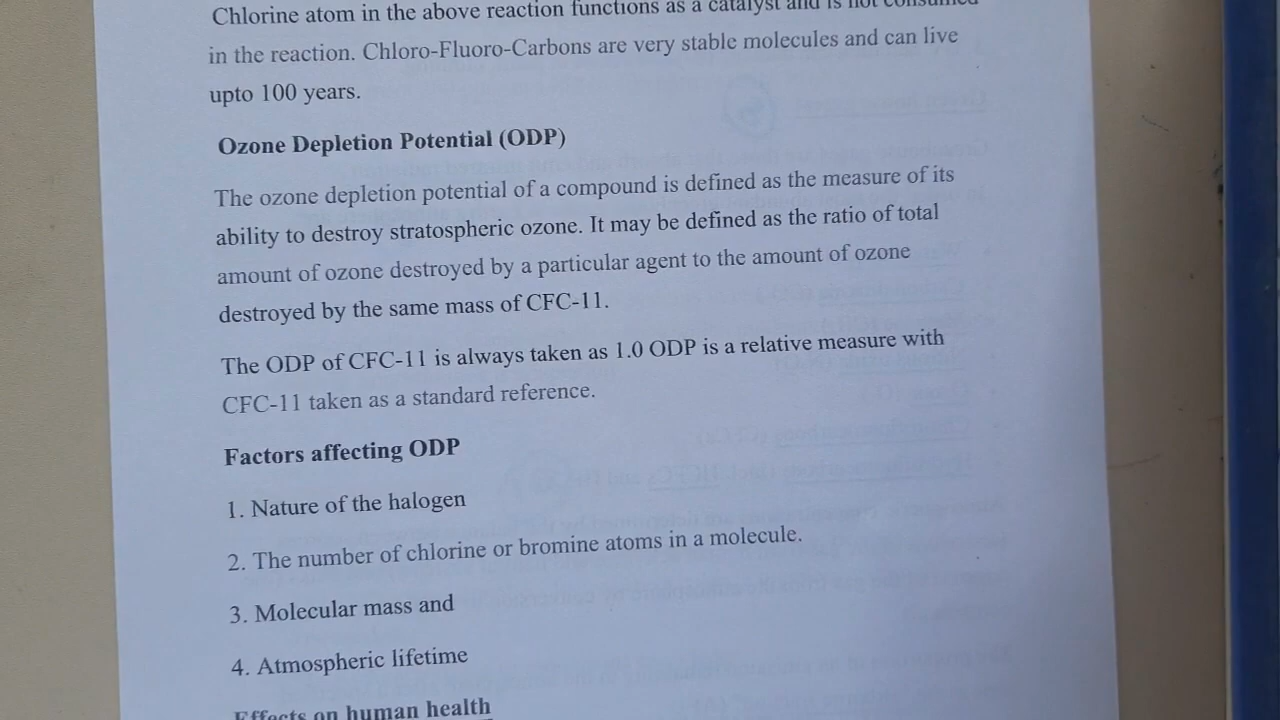 Chlorine atom in the above reaction functions as a catalyst and is not consumed
in the reaction. Chloro-Fluoro-Carbons are very stable molecules and can live
upto 100 years.
Ozone Depletion Potential (ODP)
The ozone depletion potential of a compound is defined as the measure of its
ability to destroy stratospheric ozone. It may be defined as the ratio of total
amount of ozone destroyed by a particular agent to the amount of ozone
destroyed by the same mass of CFC-11.
The ODP of CFC-11 is always taken as 1.0 ODP is a relative measure with
CFC-11 taken as a standard reference.
Factors affecting ODP
1. Nature of the halogen
2. The number of chlorine or bromine atoms in a molecule.
3. Molecular mass and
4. Atmospheric lifetime
Effects on human health